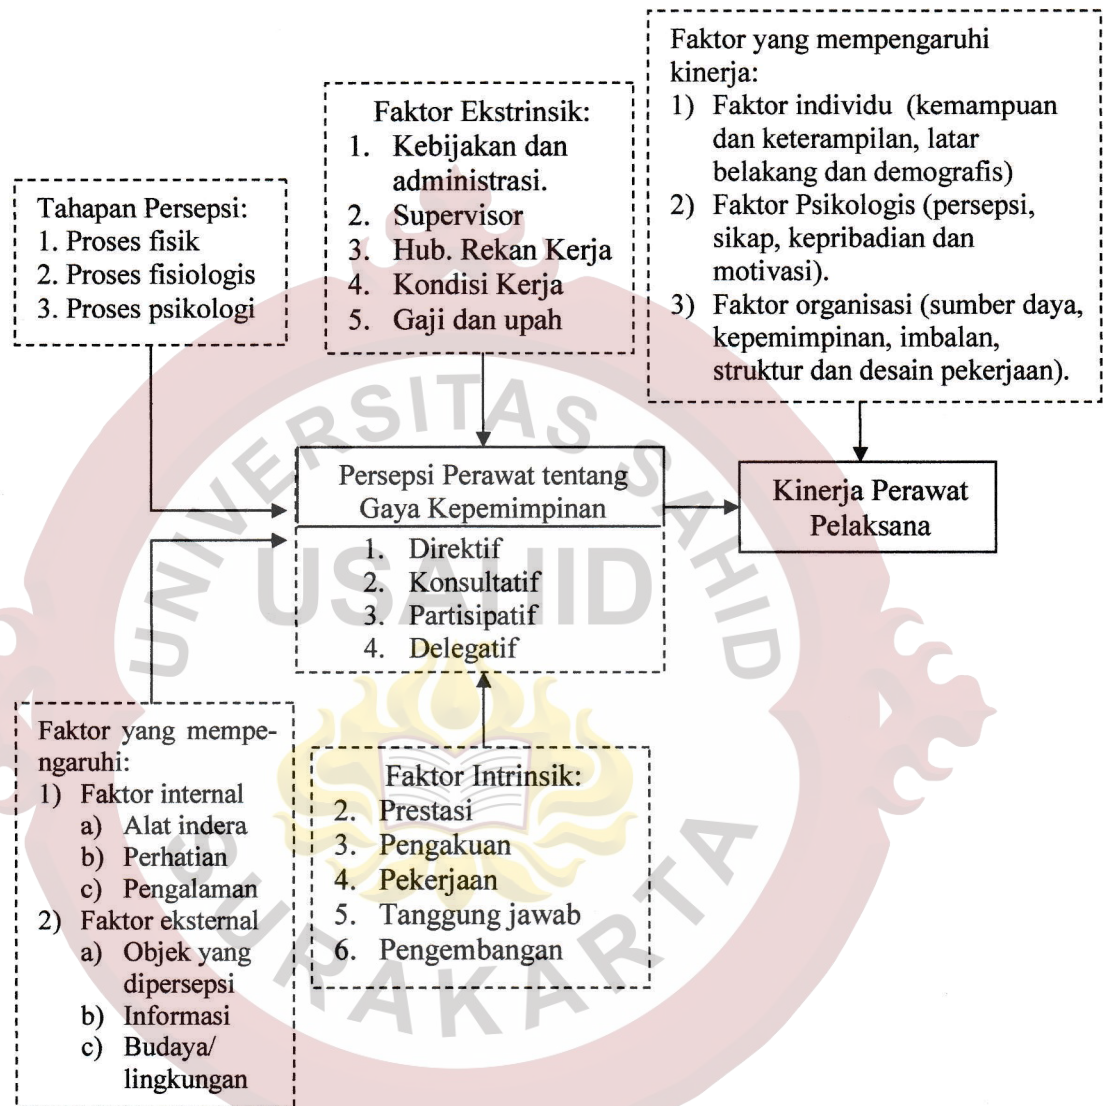 Faktor yang mempengaruhi
kinerja:
1) Faktor individu (kemampuan
dan keterampilan, latar
belakang dan demografis)
2) Faktor Psikologis (persepsi,
sikap, kepribadian dan
motivasi).
3) Faktor organisasi (sumber daya,
kepemimpinan, imbalan,
struktur dan desain pekerjaan).
Faktor Ekstrinsik:
1. Kebijakan dan
administrasi.
2. Supervisor
3. Hub. Rekan Kerja
4. Kondisi Kerja
5. Gaji dan upah
Tahapan Persepsi:
1. Proses fisik
2. Proses fisiologis
3. Proses psikologi
Persepsi Perawat tentang
Gaya Kepemimpinan
1. Direktif
2. Konsultatif
3. Partisipatif
4. Delegatif
Kinerja Perawat
Pelaksana
Faktor yang mempe-
ngaruhi:
1) Faktor internal
a) Alat indera
b) Perhatian
c) Pengalaman
2) Faktor eksternal
a) Objek yang
dipersepsi
b) Informasi
c) Budaya/
lingkungan
Faktor Intrinsik:
2. Prestasi
3. Pengakuan
4. Pekerjaan
5. Tanggung jawab
6. Pengembangan
UNIVERSITAS SAHID
USAHID
SURAKARTA